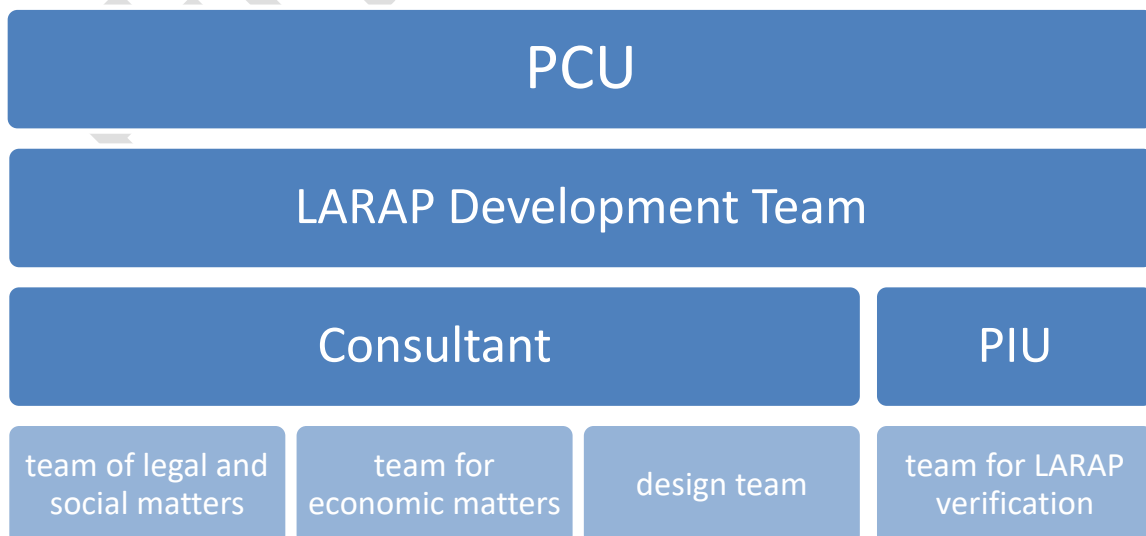 PCU
LARAP Development Team
Consultant
PIU
team of legal and
social matters
team for
economic matters
design team
team for LARAP
verification